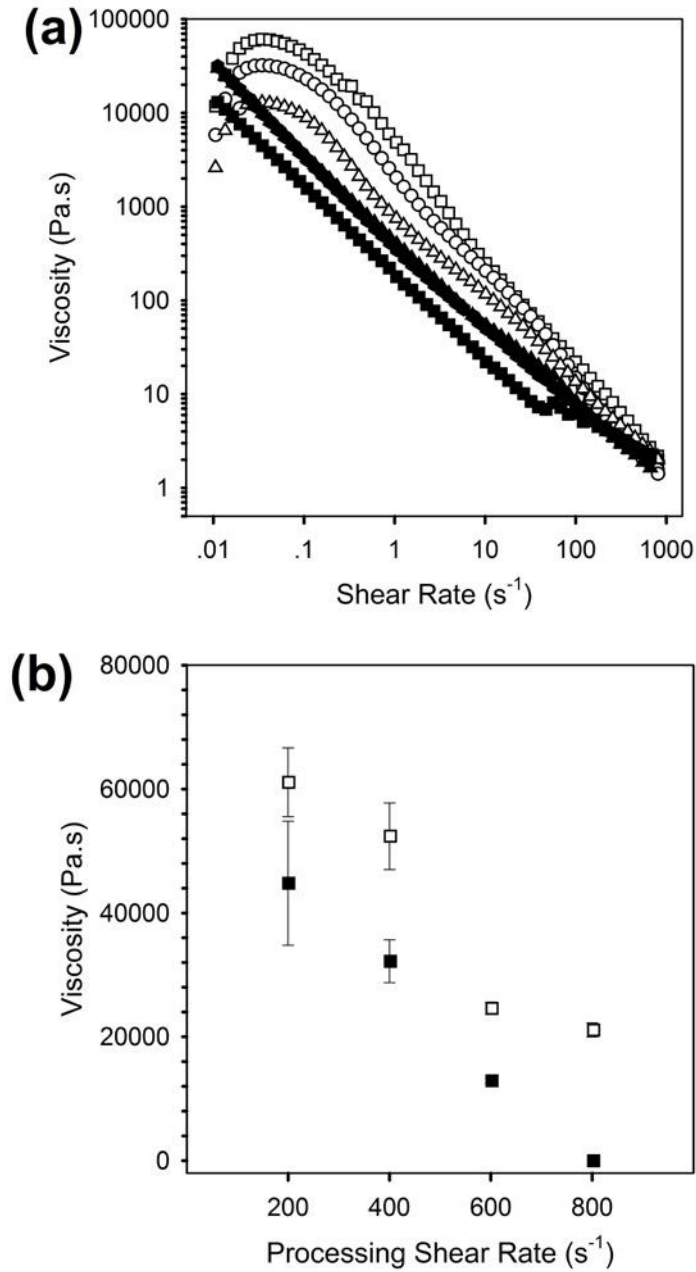 (a)
100000
10000
1000
100
10
1
Viscosity (Pa.s)
.01 .1 1 10 100 1000
Shear Rate (s⁻¹)
(b)
80000
60000
40000
20000
0
Viscosity (Pa.s)
200 400 600 800
Processing Shear Rate (s⁻¹)